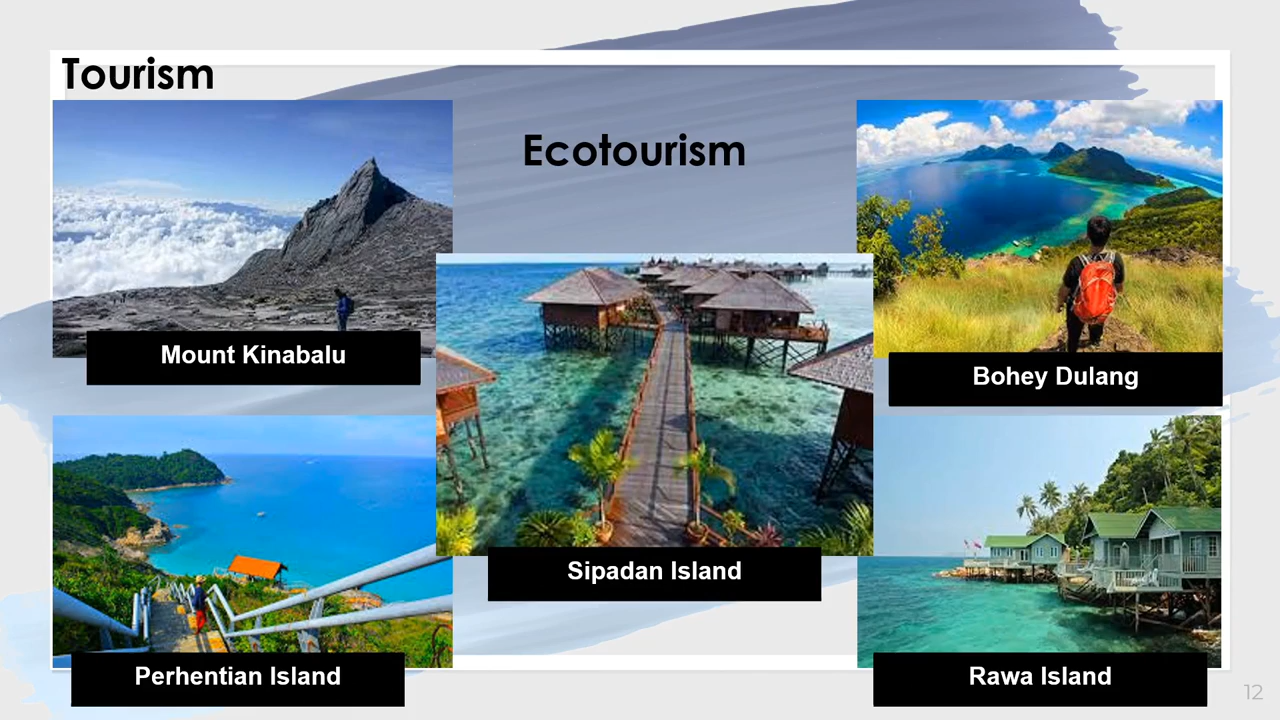 Tourism
Ecotourism
Mount Kinabalu
Bohey Dulang
Sipadan Island
Perhentian Island
Rawa Island
12